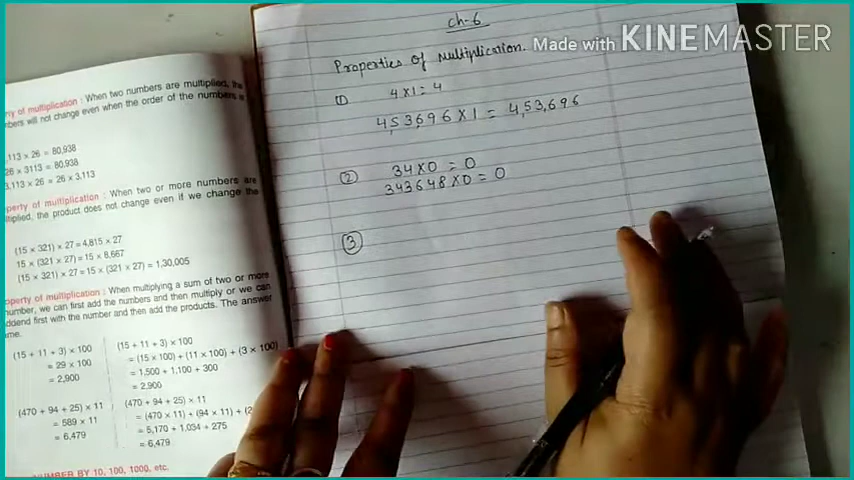 ty of multiplication : When two numbers are multiplied, the
bers will not change even when the order of the numbers is
,113 × 26 = 80,938
26 × 3113 = 80,938
3,113 × 26 = 26 × 3,113
perty of multiplication : When two or more numbers are
ltiplied, the product does not change even if we change the
(15 × 321) × 27 = 4,815 × 27
15 × (321 × 27) = 15 × 8,667
(15 × 321) × 27 = 15 × (321 × 27) = 1,30,005
operty of multiplication : When multiplying a sum of two or more
number, we can first add the numbers and then multiply or we can
ddend first with the number and then add the products. The answer
me.
(15 + 11 + 3) × 100
= 29 × 100
= 2,900
(15 + 11 + 3) × 100
= (15 × 100) + (11 × 100) + (3 × 100)
= 1,500 + 1,100 + 300
= 2,900
(470 + 94 + 25) × 11
= 589 × 11
= 6,479
(470 + 94 + 25) × 11
= (470 × 11) + (94 × 11) + (2
= 5,170 + 1,034 + 275
= 6,479
NUMBER BY 10, 100, 1000, etc.
Ch-6
Properties of Multiplication.
① 4 × 1 = 4
4,53,696 × 1 = 4,53,696
② 34 × 0 = 0
343648 × 0 = 0
③
Made with KINEMASTER